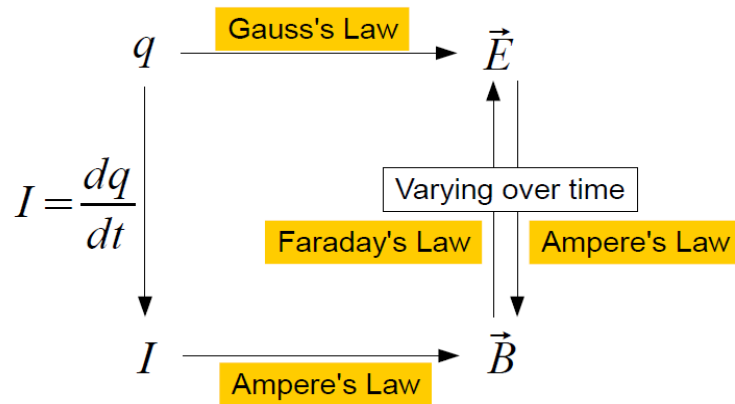 Gauss's Law
q
E⃗
I = dq/dt
Varying over time
Faraday's Law
Ampere's Law
I
B⃗
Ampere's Law